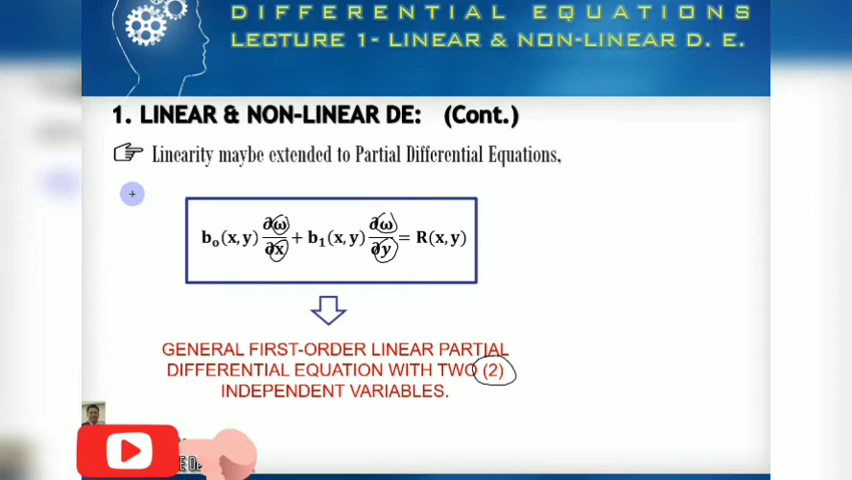 DIFFERENTIAL EQUATIONS
LECTURE 1- LINEAR & NON-LINEAR D. E.
1. LINEAR & NON-LINEAR DE: (Cont.)
Linearity maybe extended to Partial Differential Equations,
b₀(x,y) ∂ω/∂x + b₁(x,y) ∂ω/∂y = R(x,y)
GENERAL FIRST-ORDER LINEAR PARTIAL
DIFFERENTIAL EQUATION WITH TWO (2)
INDEPENDENT VARIABLES.